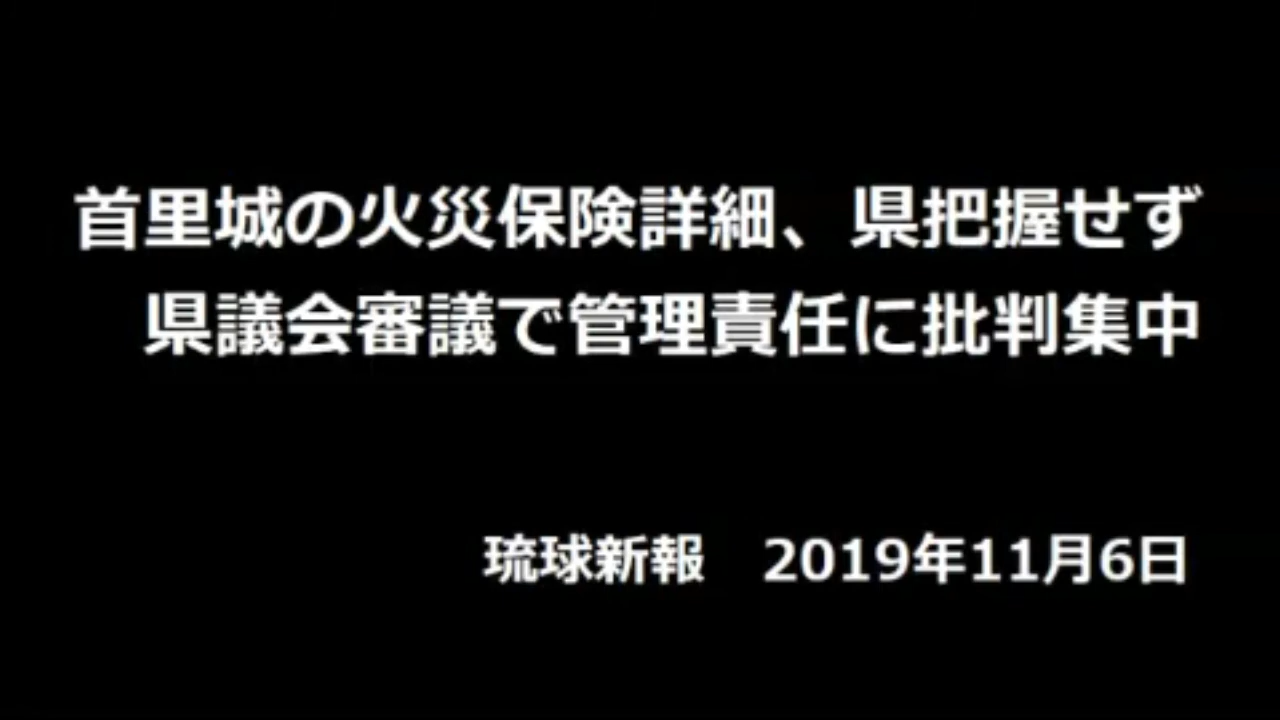 首里城の火災保険詳細、県把握せず
県議会審議で管理責任に批判集中
琉球新報　2019年11月6日